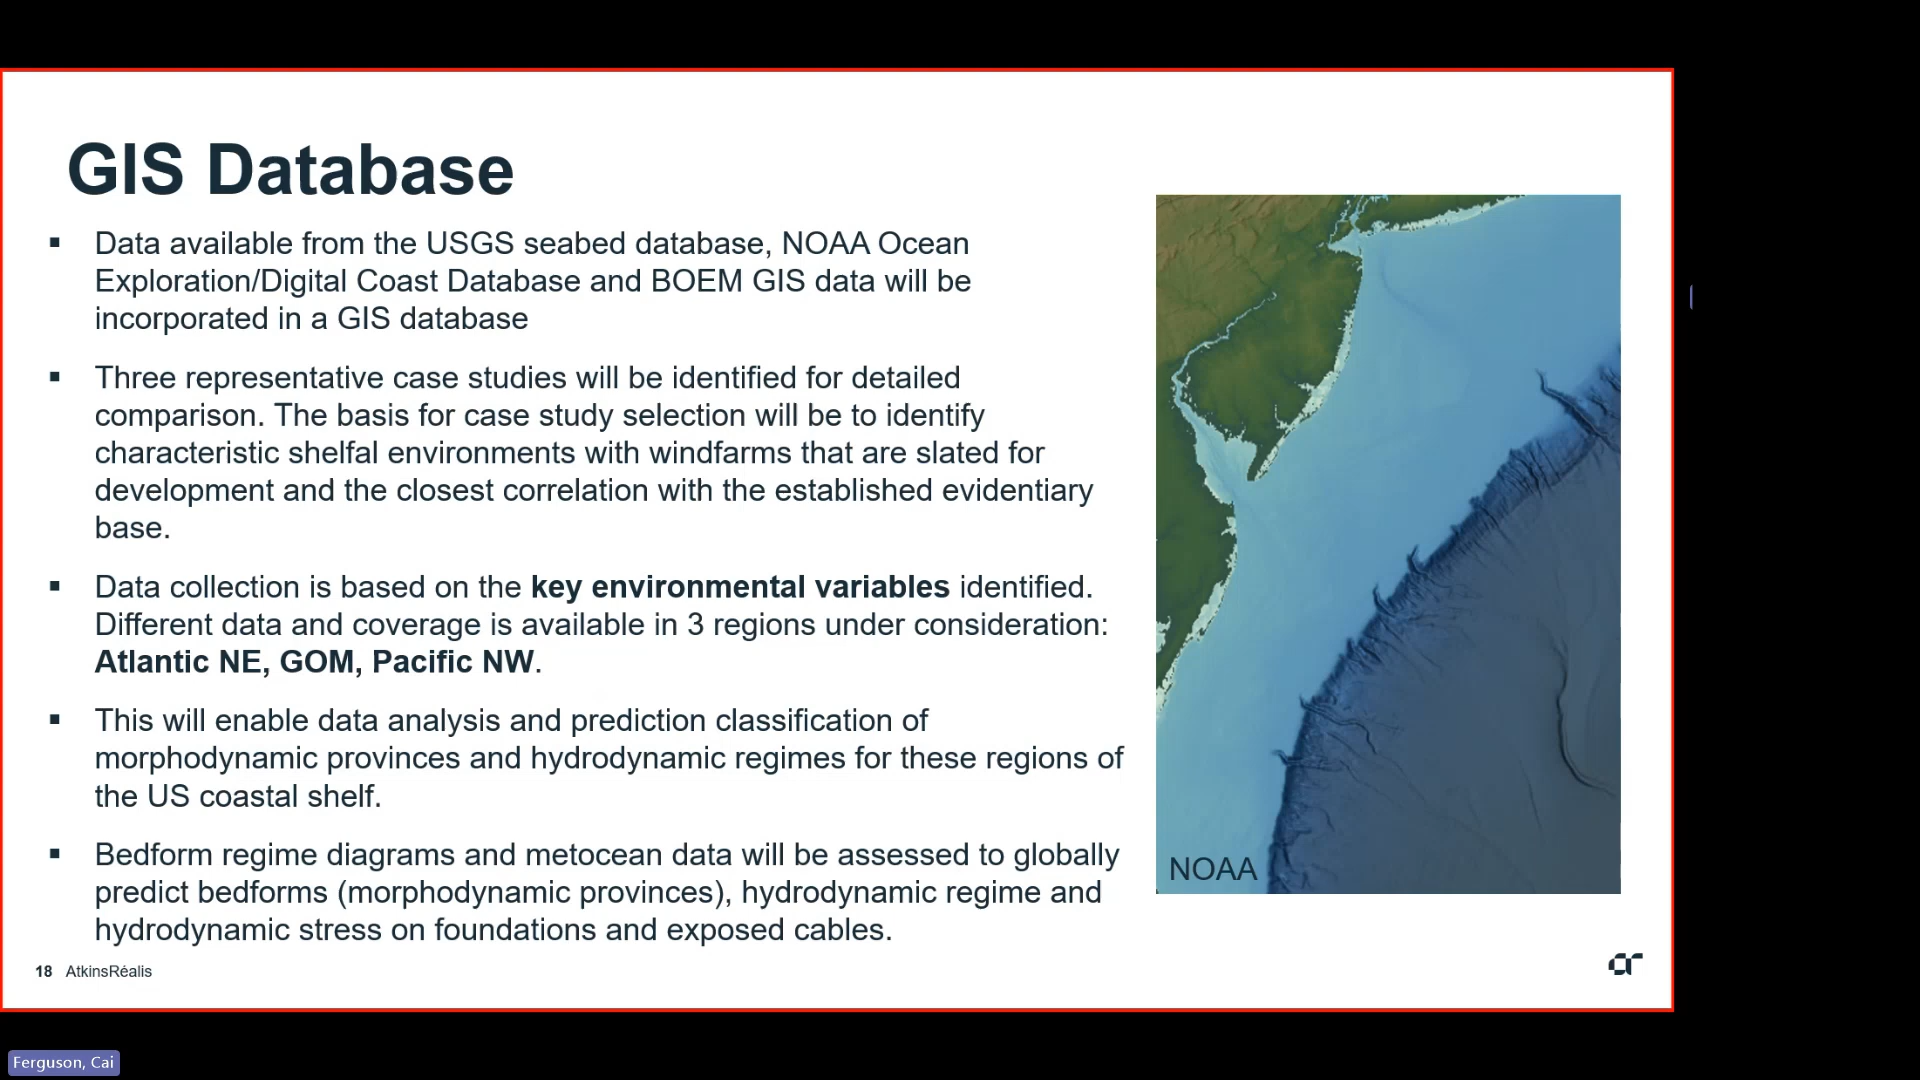 GIS Database
▪ Data available from the USGS seabed database, NOAA Ocean
Exploration/Digital Coast Database and BOEM GIS data will be
incorporated in a GIS database
▪ Three representative case studies will be identified for detailed
comparison. The basis for case study selection will be to identify
characteristic shelfal environments with windfarms that are slated for
development and the closest correlation with the established evidentiary
base.
▪ Data collection is based on the key environmental variables identified.
Different data and coverage is available in 3 regions under consideration:
Atlantic NE, GOM, Pacific NW.
▪ This will enable data analysis and prediction classification of
morphodynamic provinces and hydrodynamic regimes for these regions of
the US coastal shelf.
▪ Bedform regime diagrams and metocean data will be assessed to globally
predict bedforms (morphodynamic provinces), hydrodynamic regime and
hydrodynamic stress on foundations and exposed cables.
NOAA
18 AtkinsRéalis
Ferguson, Cai